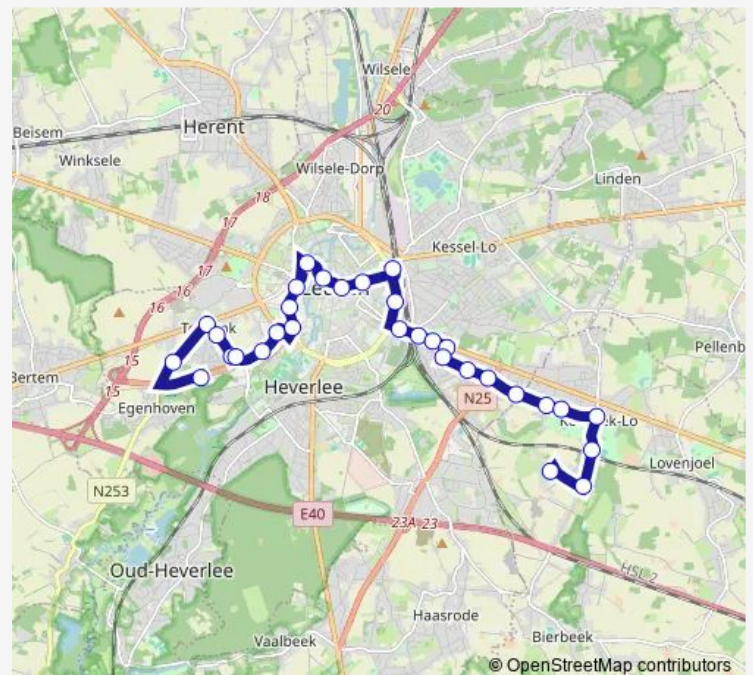 Wilsele
20
Beisem
Herent
Winksele
Wilsele-Dorp
18
Linden
17
Kessel-Lo
17
16
16
15
Pellenb
Bertem
15
Heverlee
Egenhoven
N25
Lovenjoel
N253
E40
23A 23
HSL 2
Oud-Heverlee
Haasrode
Vaalbeek
Bierbeek
© OpenStreetMap contributors